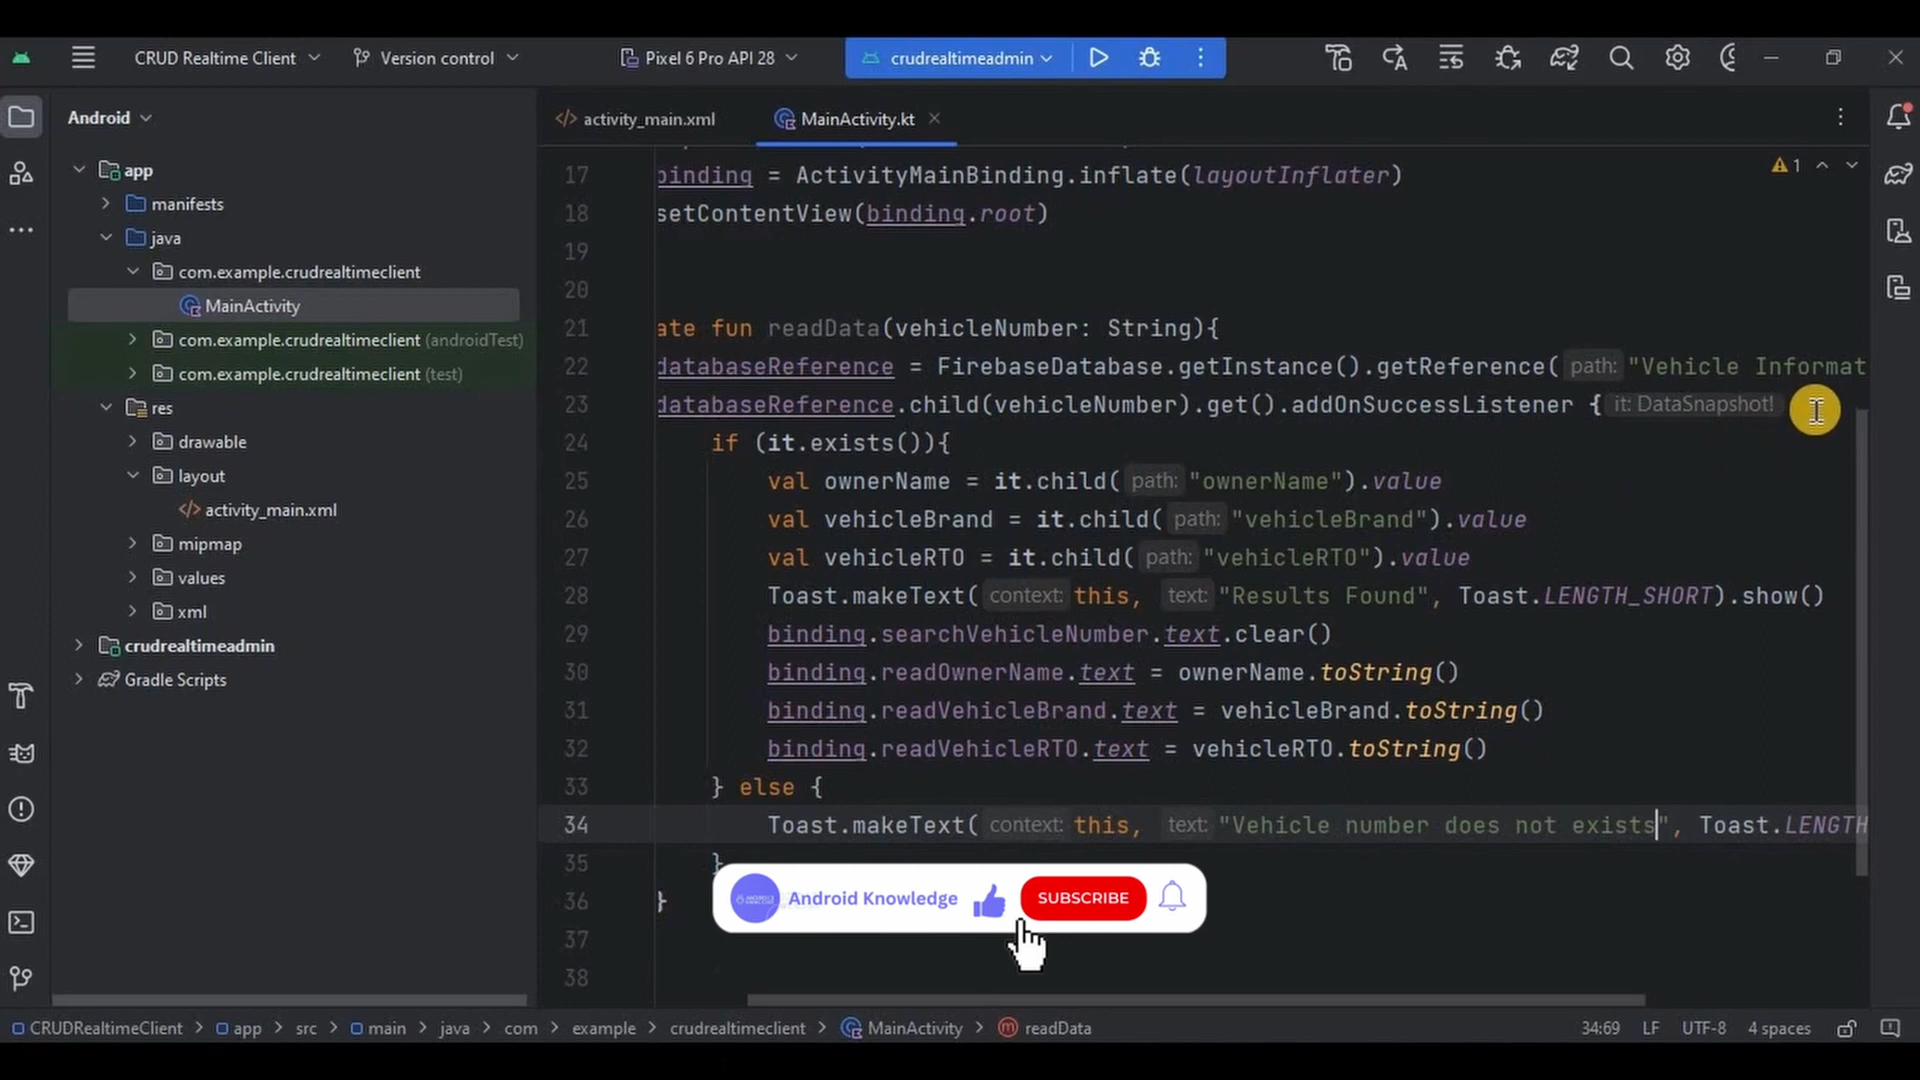 CRUD Realtime Client
Version control
Pixel 6 Pro API 28
crudrealtimeadmin
Android
activity_main.xml
MainActivity.kt
app
manifests
java
com.example.crudrealtimeclient
MainActivity
com.example.crudrealtimeclient (androidTest)
com.example.crudrealtimeclient (test)
res
drawable
layout
activity_main.xml
mipmap
values
xml
crudrealtimeadmin
Gradle Scripts
1
17 binding = ActivityMainBinding.inflate(layoutInflater)
18 setContentView(binding.root)
19
20
21 ate fun readData(vehicleNumber: String){
22 databaseReference = FirebaseDatabase.getInstance().getReference( path: "Vehicle Informat
23 databaseReference.child(vehicleNumber).get().addOnSuccessListener { it: DataSnapshot!
24 if (it.exists()){
25 val ownerName = it.child( path: "ownerName").value
26 val vehicleBrand = it.child( path: "vehicleBrand").value
27 val vehicleRTO = it.child( path: "vehicleRTO").value
28 Toast.makeText( context: this, text: "Results Found", Toast.LENGTH_SHORT).show()
29 binding.searchVehicleNumber.text.clear()
30 binding.readOwnerName.text = ownerName.toString()
31 binding.readVehicleBrand.text = vehicleBrand.toString()
32 binding.readVehicleRTO.text = vehicleRTO.toString()
33 } else {
34 Toast.makeText( context: this, text: "Vehicle number does not exists", Toast.LENGTH
35 }
36 }
37
38
Android Knowledge
SUBSCRIBE
CRUDRealtimeClient > app > src > main > java > com > example > crudrealtimeclient > MainActivity > readData
34:69 LF UTF-8 4 spaces